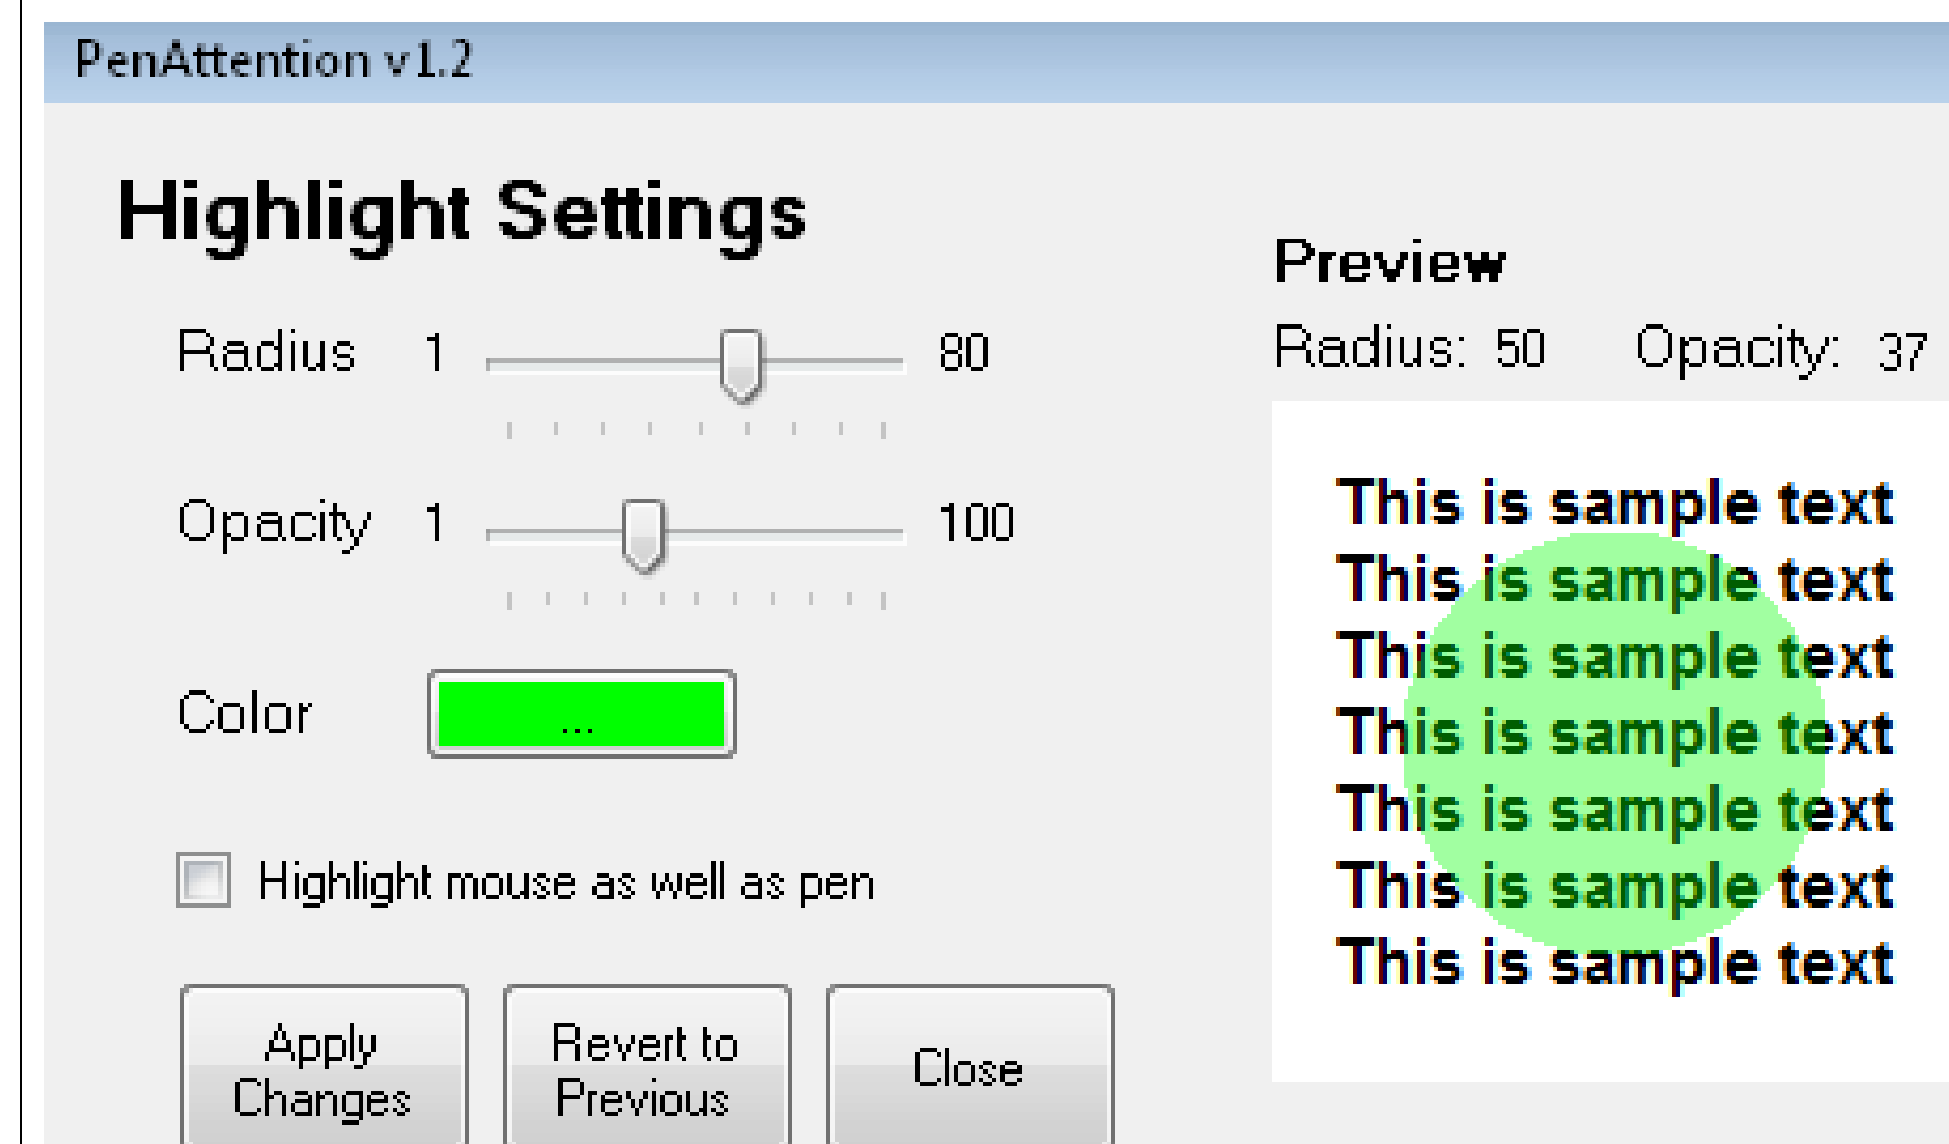 PenAttention v1.2
Highlight Settings
Radius 1 80
Opacity 1 100
Color ...
Highlight mouse as well as pen
Apply Changes
Revert to Previous
Close
Preview
Radius: 50 Opacity: 37
This is sample text
This is sample text
This is sample text
This is sample text
This is sample text
This is sample text
This is sample text